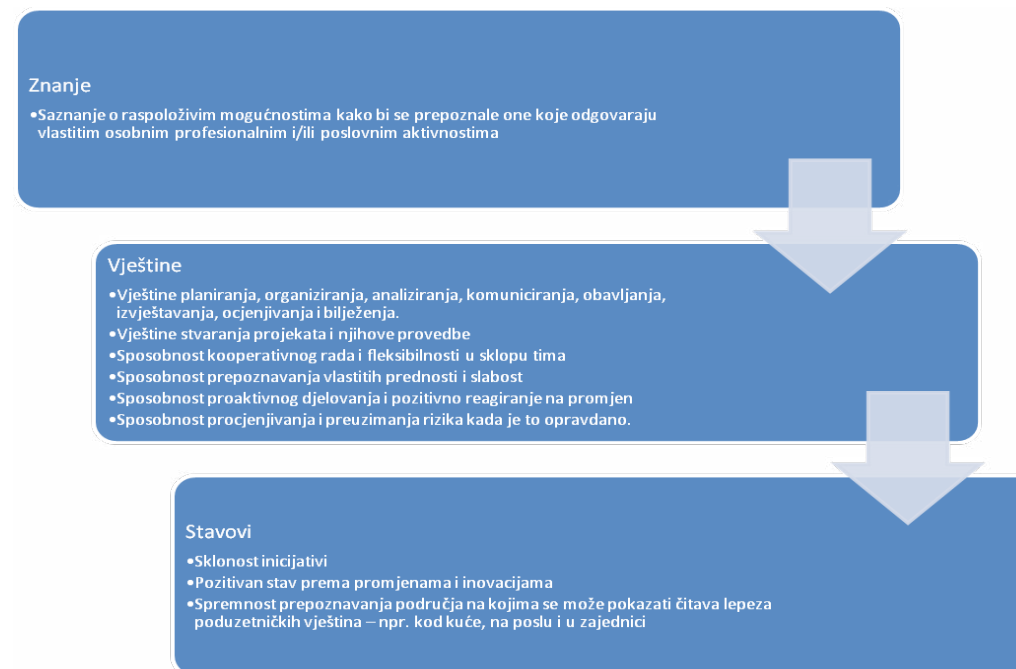 Znanje
•Saznanje o raspoloživim mogućnostima kako bi se prepoznale one koje odgovaraju
vlastitim osobnim profesionalnim i/ili poslovnim aktivnostima
Vještine
•Vještine planiranja, organiziranja, analiziranja, komuniciranja, obavljanja,
izvještavanja, ocjenjivanja i bilježenja.
•Vještine stvaranja projekata i njihove provedbe
•Sposobnost kooperativnog rada i fleksibilnosti u sklopu tima
•Sposobnost prepoznavanja vlastitih prednosti i slabost
•Sposobnost proaktivnog djelovanja i pozitivno reagiranje na promjen
•Sposobnost procjenjivanja i preuzimanja rizika kada je to opravdano.
Stavovi
•Sklonost inicijativi
•Pozitivan stav prema promjenama i inovacijama
•Spremnost prepoznavanja područja na kojima se može pokazati čitava lepeza
poduzetničkih vještina – npr. kod kuće, na poslu i u zajednici